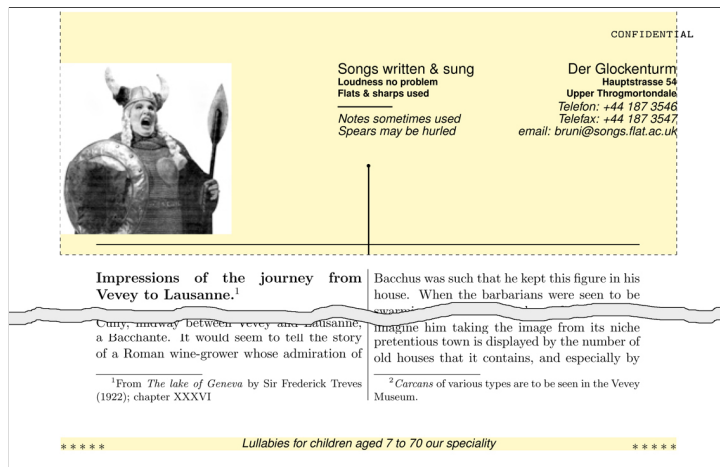 CONFIDENTIAL
Songs written & sung
Loudness no problem
Flats & sharps used
Notes sometimes used
Spears may be hurled
Der Glockenturm
Hauptstrasse 54
Upper Throgmortondale
Telefon: +44 187 3546
Telefax: +44 187 3547
email: bruni@songs.flat.ac.uk
Impressions of the journey from
Vevey to Lausanne.¹
Cully, midway between Vevey and Lausanne,
a Bacchante. It would seem to tell the story
of a Roman wine-grower whose admiration of
¹From The lake of Geneva by Sir Frederick Treves
(1922); chapter XXXVI
Bacchus was such that he kept this figure in his
house. When the barbarians were seen to be
imagine him taking the image from its niche
pretentious town is displayed by the number of
old houses that it contains, and especially by
²Carcans of various types are to be seen in the Vevey
Museum.
* * * * * Lullabies for children aged 7 to 70 our speciality * * * * *